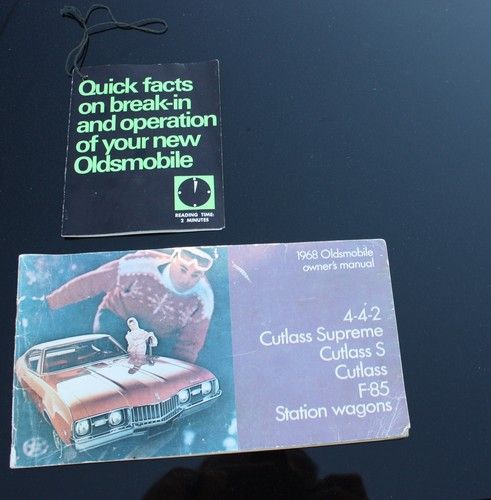 Quick facts
on break-in
and operation
of your new
Oldsmobile
READING TIME:
2 MINUTES
1968 Oldsmobile
owner's manual
4-4-2
Cutlass Supreme
Cutlass S
Cutlass
F-85
Station wagons